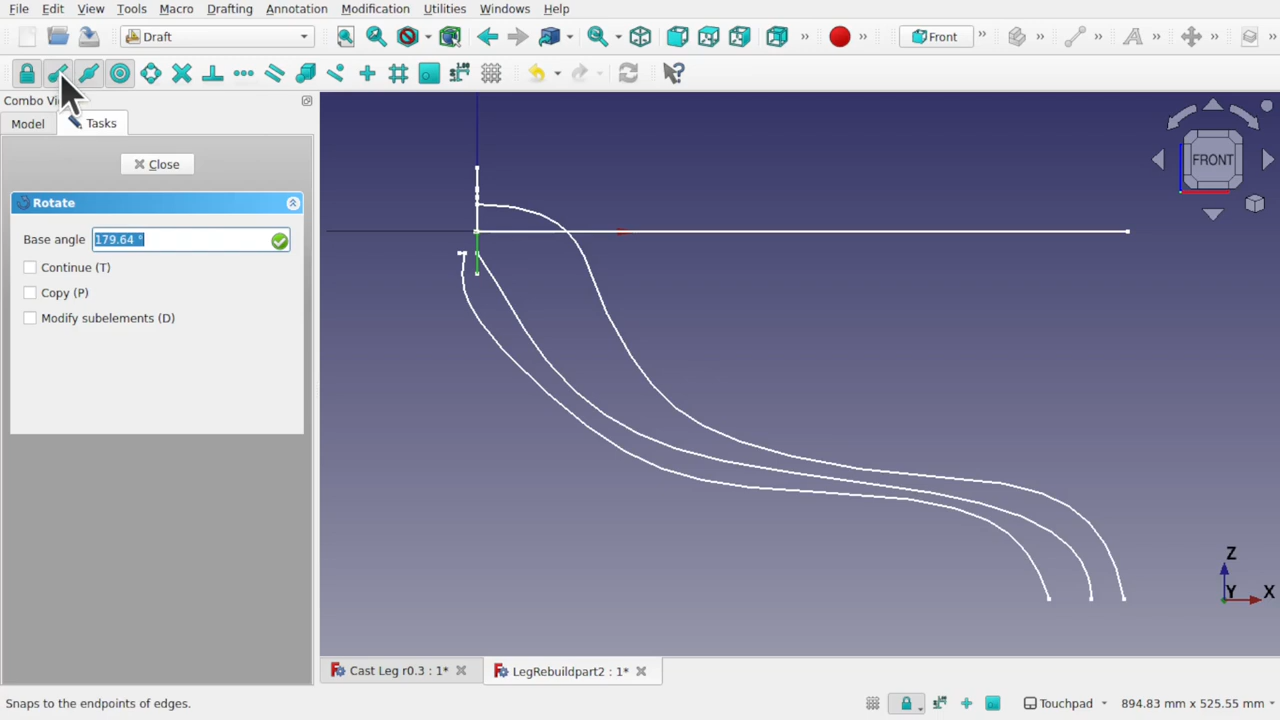 File Edit View Tools Macro Drafting Annotation Modification Utilities Windows Help
Draft
Front
Combo Vi
Model
Tasks
Close
Rotate
Base angle 179.64 °
Continue (T)
Copy (P)
Modify subelements (D)
FRONT
Z
Y X
Cast Leg r0.3 : 1*
LegRebuildpart2 : 1*
Snaps to the endpoints of edges.
Touchpad
894.83 mm x 525.55 mm